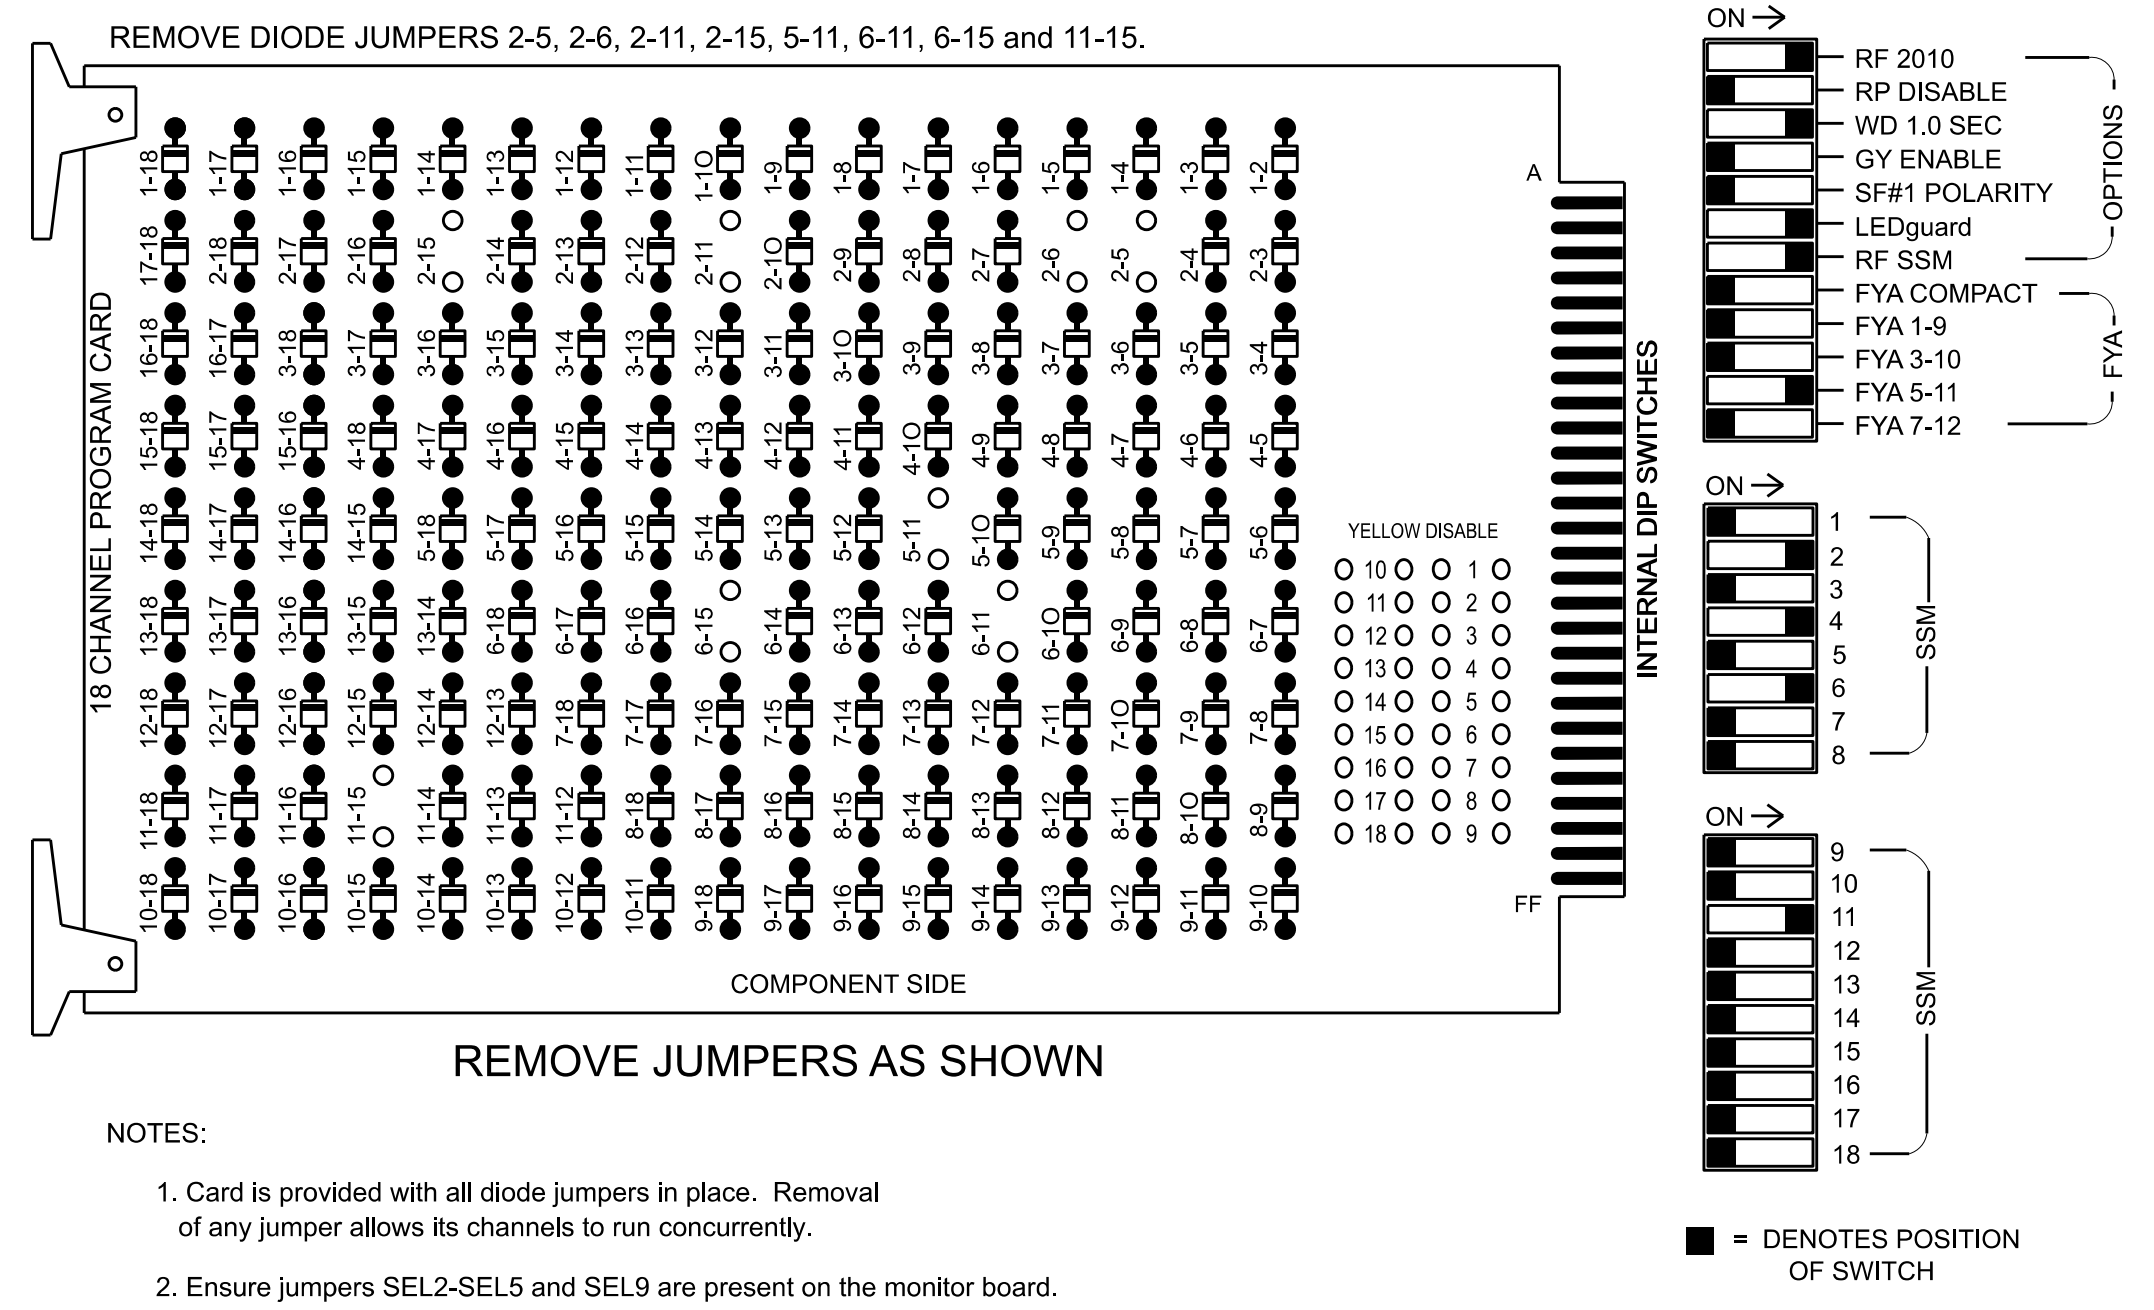 REMOVE DIODE JUMPERS 2-5, 2-6, 2-11, 2-15, 5-11, 6-11, 6-15 and 11-15.
18 CHANNEL PROGRAM CARD
1-18 1-17 1-16 1-15 1-14 1-13 1-12 1-11 1-10 1-9 1-8 1-7 1-6 1-5 1-4 1-3 1-2
17-18 2-18 2-17 2-16 2-15 2-14 2-13 2-12 2-11 2-10 2-9 2-8 2-7 2-6 2-5 2-4 2-3
16-18 16-17 3-18 3-17 3-16 3-15 3-14 3-13 3-12 3-11 3-10 3-9 3-8 3-7 3-6 3-5 3-4
15-18 15-17 15-16 4-18 4-17 4-16 4-15 4-14 4-13 4-12 4-11 4-10 4-9 4-8 4-7 4-6 4-5
14-18 14-17 14-16 14-15 5-18 5-17 5-16 5-15 5-14 5-13 5-12 5-11 5-10 5-9 5-8 5-7 5-6
13-18 13-17 13-16 13-15 13-14 6-18 6-17 6-16 6-15 6-14 6-13 6-12 6-11 6-10 6-9 6-8 6-7
12-18 12-17 12-16 12-15 12-14 12-13 7-18 7-17 7-16 7-15 7-14 7-13 7-12 7-11 7-10 7-9 7-8
11-18 11-17 11-16 11-15 11-14 11-13 11-12 8-18 8-17 8-16 8-15 8-14 8-13 8-12 8-11 8-10 8-9
10-18 10-17 10-16 10-15 10-14 10-13 10-12 10-11 9-18 9-17 9-16 9-15 9-14 9-13 9-12 9-11 9-10
YELLOW DISABLE
10 1
11 2
12 3
13 4
14 5
15 6
16 7
17 8
18 9
A
FF
COMPONENT SIDE
INTERNAL DIP SWITCHES
ON
RF 2010
RP DISABLE
WD 1.0 SEC
GY ENABLE
SF#1 POLARITY
LEDguard
RF SSM
OPTIONS
FYA COMPACT
FYA 1-9
FYA 3-10
FYA 5-11
FYA 7-12
FYA
ON
1
2
3
4
5
6
7
8
SSM
ON
9
10
11
12
13
14
15
16
17
18
SSM
= DENOTES POSITION
OF SWITCH
REMOVE JUMPERS AS SHOWN
NOTES:
1. Card is provided with all diode jumpers in place. Removal
of any jumper allows its channels to run concurrently.
2. Ensure jumpers SEL2-SEL5 and SEL9 are present on the monitor board.